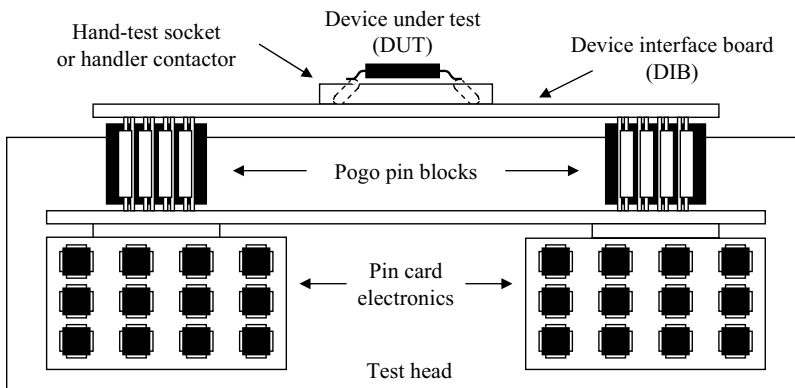 Hand-test socket
or handler contactor
Device under test
(DUT)
Device interface board
(DIB)
Pogo pin blocks
Pin card
electronics
Test head